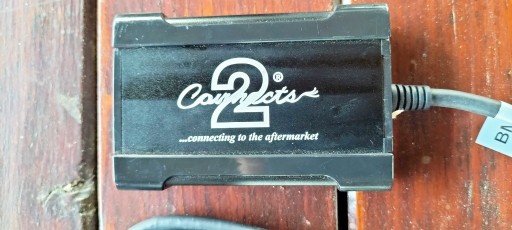 Connects 2 ®
...connecting to the aftermarket